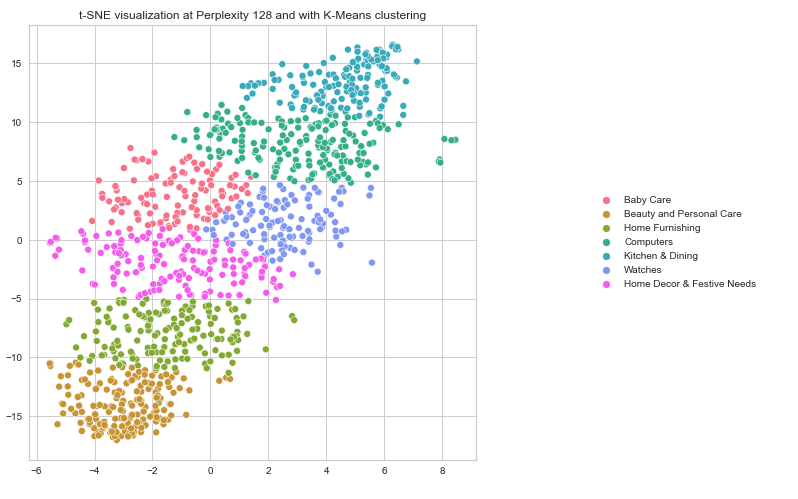 t-SNE visualization at Perplexity 128 and with K-Means clustering
15
10
5
0
−5
−10
−15
−6
−4
−2
0
2
4
6
8
Baby Care
Beauty and Personal Care
Home Furnishing
Computers
Kitchen & Dining
Watches
Home Decor & Festive Needs